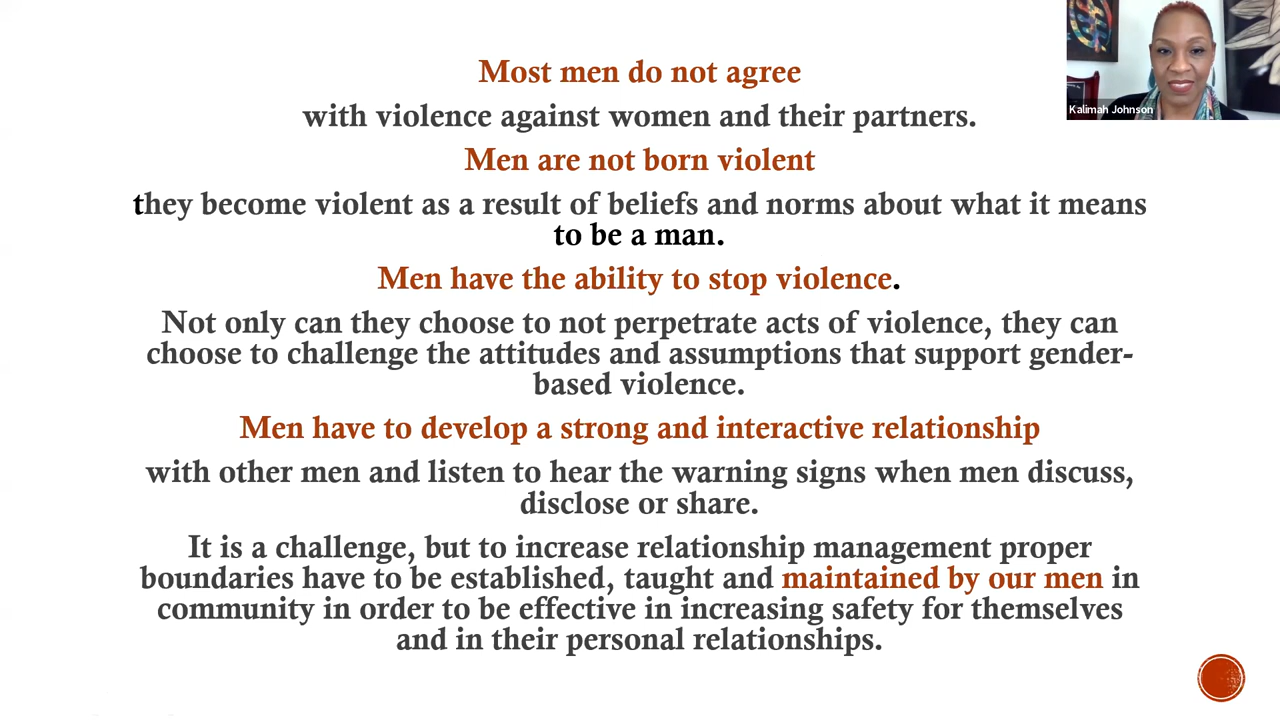 Most men do not agree
with violence against women and their partners.
Men are not born violent
they become violent as a result of beliefs and norms about what it means
to be a man.
Men have the ability to stop violence.
Not only can they choose to not perpetrate acts of violence, they can
choose to challenge the attitudes and assumptions that support gender-
based violence.
Men have to develop a strong and interactive relationship
with other men and listen to hear the warning signs when men discuss,
disclose or share.
It is a challenge, but to increase relationship management proper
boundaries have to be established, taught and maintained by our men in
community in order to be effective in increasing safety for themselves
and in their personal relationships.
Kalimah Johnson